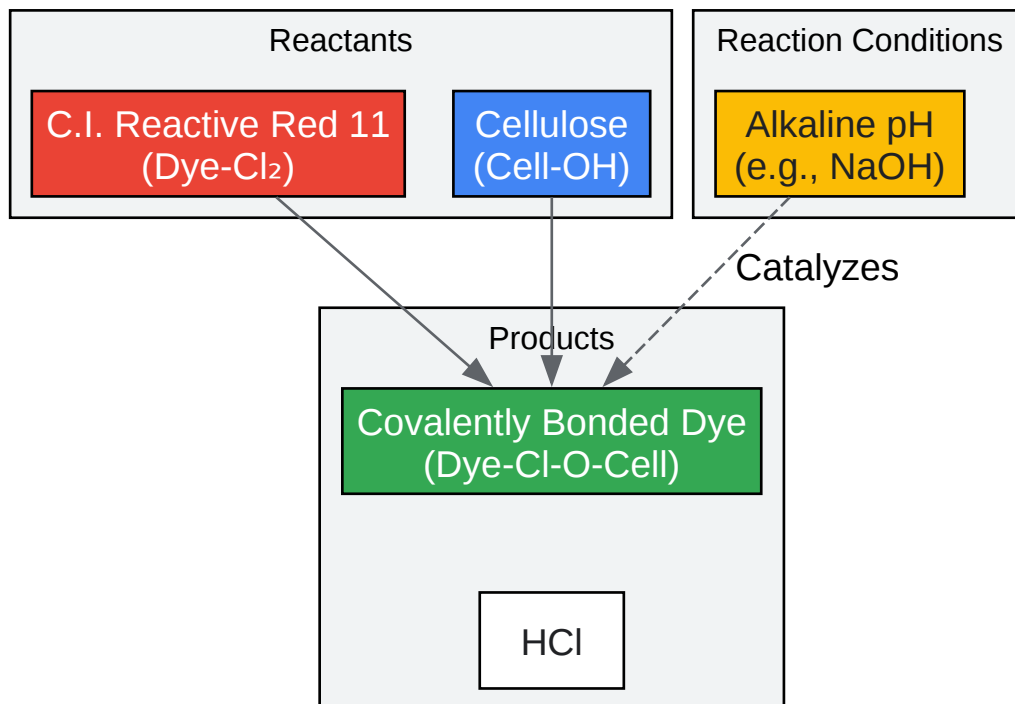 Reactants
Reaction Conditions
C.I. Reactive Red 11
(Dye-Cl₂)
Cellulose
(Cell-OH)
Alkaline pH
(e.g., NaOH)
Catalyzes
Products
Covalently Bonded Dye
(Dye-Cl-O-Cell)
HCl